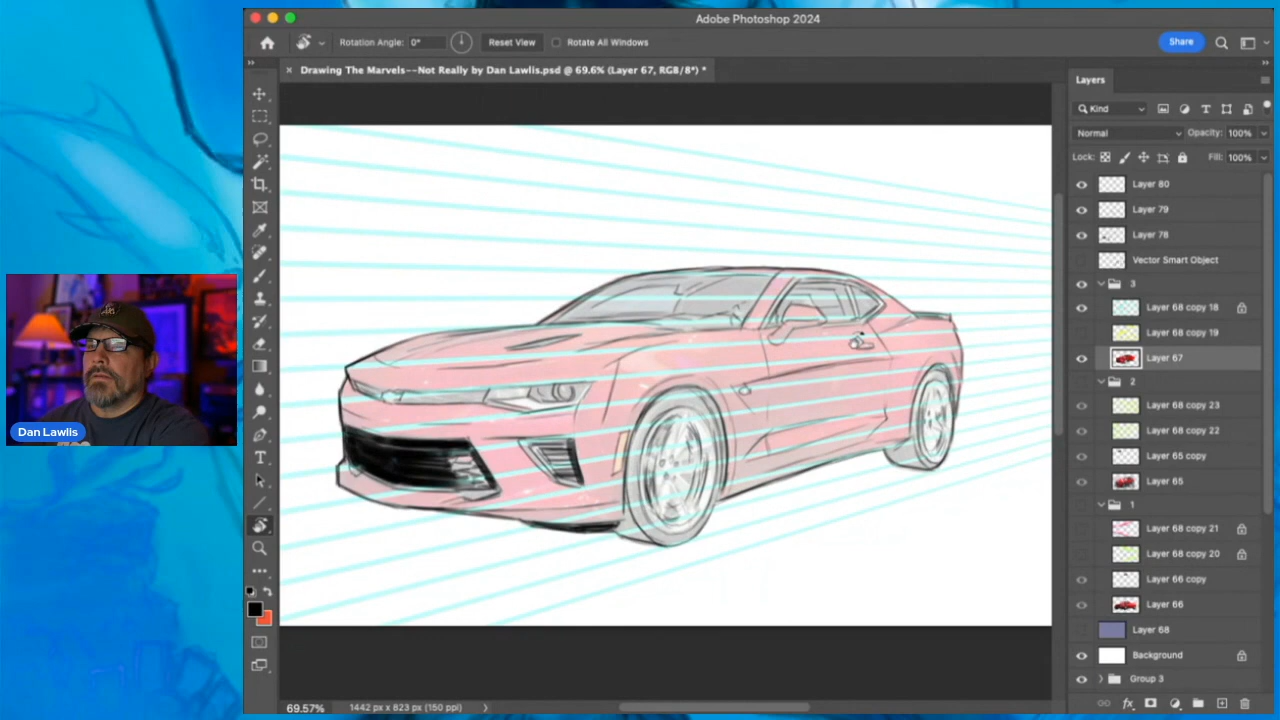 Adobe Photoshop 2024
Rotation Angle: 0°
Reset View
Rotate All Windows
Share
× Drawing The Marvels--Not Really by Dan Lawlis.psd @ 69.6% (Layer 67, RGB/8*) *
Layers
Kind
Normal
Opacity: 100%
Lock:
Fill: 100%
Layer 80
Layer 79
Layer 78
Vector Smart Object
3
Layer 68 copy 18
Layer 68 copy 19
Layer 67
2
Layer 68 copy 23
Layer 68 copy 22
Layer 65 copy
Layer 65
1
Layer 68 copy 21
Layer 68 copy 20
Layer 66 copy
Layer 66
Layer 68
Background
Group 3
Dan Lawlis
69.57%
1442 px x 823 px (150 ppi)